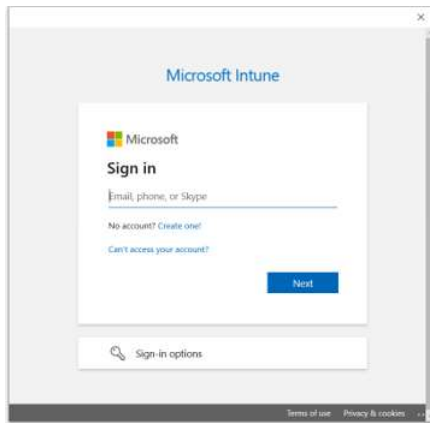 Microsoft Intune
Microsoft
Sign in
Email, phone, or Skype
No account? Create one!
Can't access your account?
Next
Sign-in options
Terms of use Privacy & cookies ...